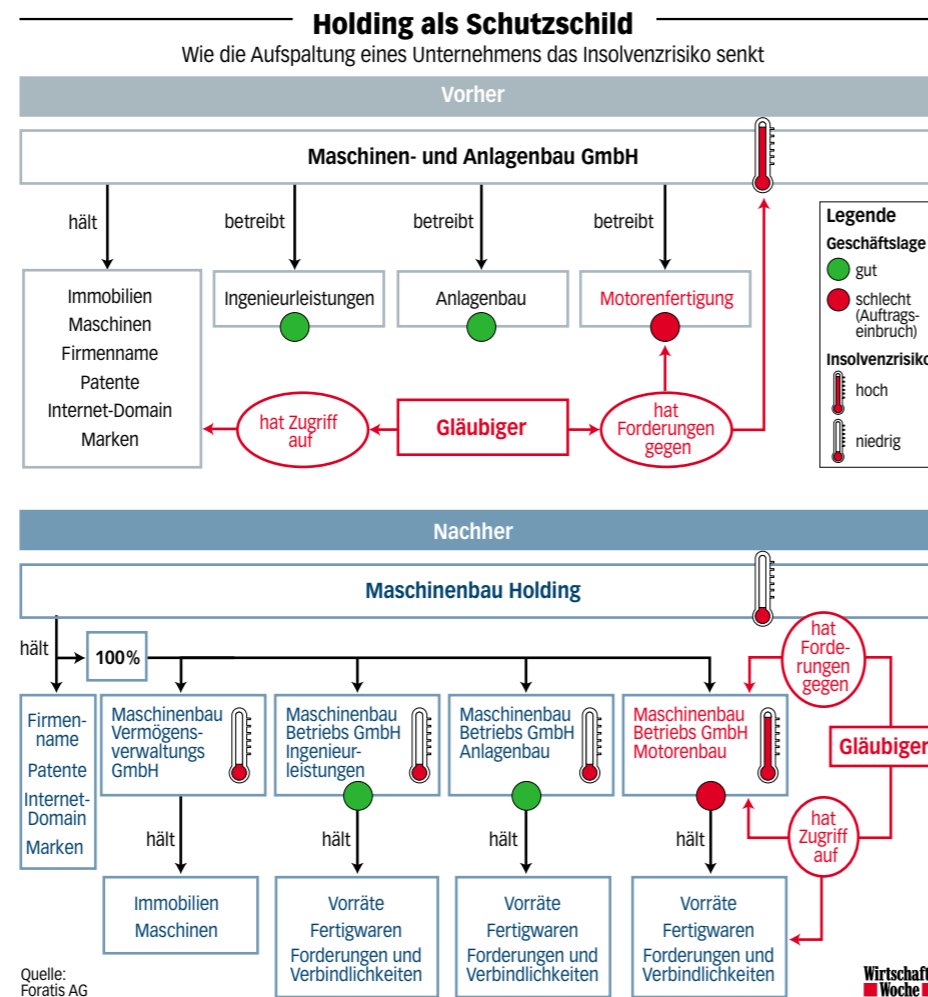 Holding als Schutzschild
Wie die Aufspaltung eines Unternehmens das Insolvenzrisiko senkt
Vorher
Maschinen- und Anlagenbau GmbH
hält
betreibt
betreibt
betreibt
Immobilien
Maschinen
Firmenname
Patente
Internet-Domain
Marken
Ingenieurleistungen
Anlagenbau
Motorenfertigung
hat Zugriff
auf
Gläubiger
hat
Forderungen
gegen
Legende
Geschäftslage
gut
schlecht
(Auftrags-
einbruch)
Insolvenzrisiko
hoch
niedrig
Nachher
Maschinenbau Holding
hält
100%
Firmen-
name
Patente
Internet-
Domain
Marken
Maschinenbau
Vermögens-
verwaltungs
GmbH
Maschinenbau
Betriebs GmbH
Ingenieur-
leistungen
Maschinenbau
Betriebs GmbH
Anlagenbau
Maschinenbau
Betriebs GmbH
Motorenbau
hat
Forde-
rungen
gegen
Gläubiger
hat
Zugriff
auf
hält
hält
hält
hält
Immobilien
Maschinen
Vorräte
Fertigwaren
Forderungen und
Verbindlichkeiten
Vorräte
Fertigwaren
Forderungen und
Verbindlichkeiten
Vorräte
Fertigwaren
Forderungen und
Verbindlichkeiten
Quelle:
Foratis AG
Wirtschaft
Woche